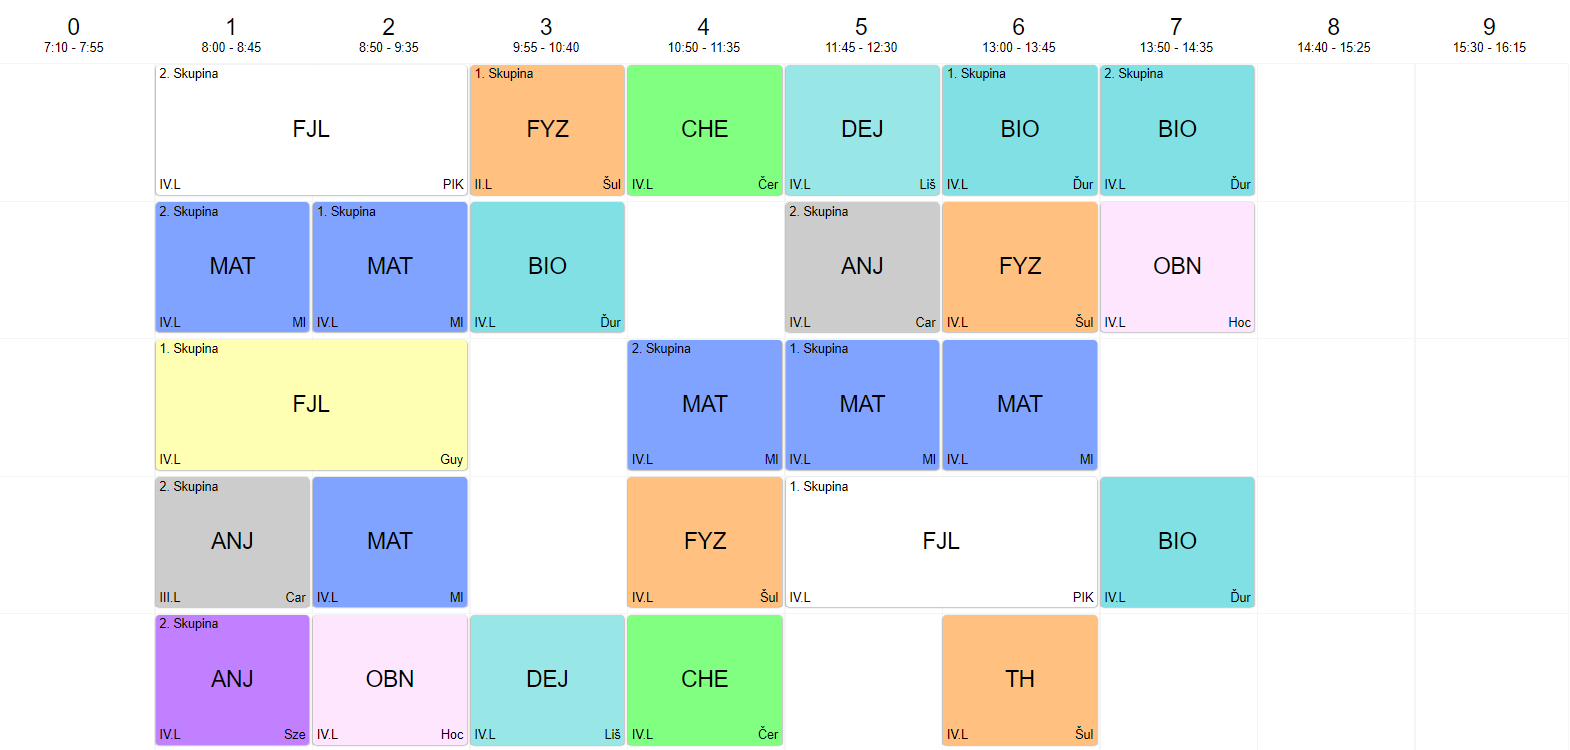 0 1 2 3 4 5 6 7 8 9
7:10 - 7:55 8:00 - 8:45 8:50 - 9:35 9:55 - 10:40 10:50 - 11:35 11:45 - 12:30 13:00 - 13:45 13:50 - 14:35 14:40 - 15:25 15:30 - 16:15
2. Skupina 1. Skupina 1. Skupina 2. Skupina
FJL FYZ CHE DEJ BIO BIO
IV.L PIK II.L Šul IV.L Čer IV.L Liš IV.L Ďur IV.L Ďur
2. Skupina 1. Skupina 2. Skupina
MAT MAT BIO ANJ FYZ OBN
IV.L Ml IV.L Ml IV.L Ďur IV.L Car IV.L Šul IV.L Hoc
1. Skupina 2. Skupina 1. Skupina
FJL MAT MAT MAT
IV.L Guy IV.L Ml IV.L Ml IV.L Ml
2. Skupina 1. Skupina
ANJ MAT FYZ FJL BIO
III.L Car IV.L Ml IV.L Šul IV.L PIK IV.L Ďur
2. Skupina
ANJ OBN DEJ CHE TH
IV.L Sze IV.L Hoc IV.L Liš IV.L Čer IV.L Šul